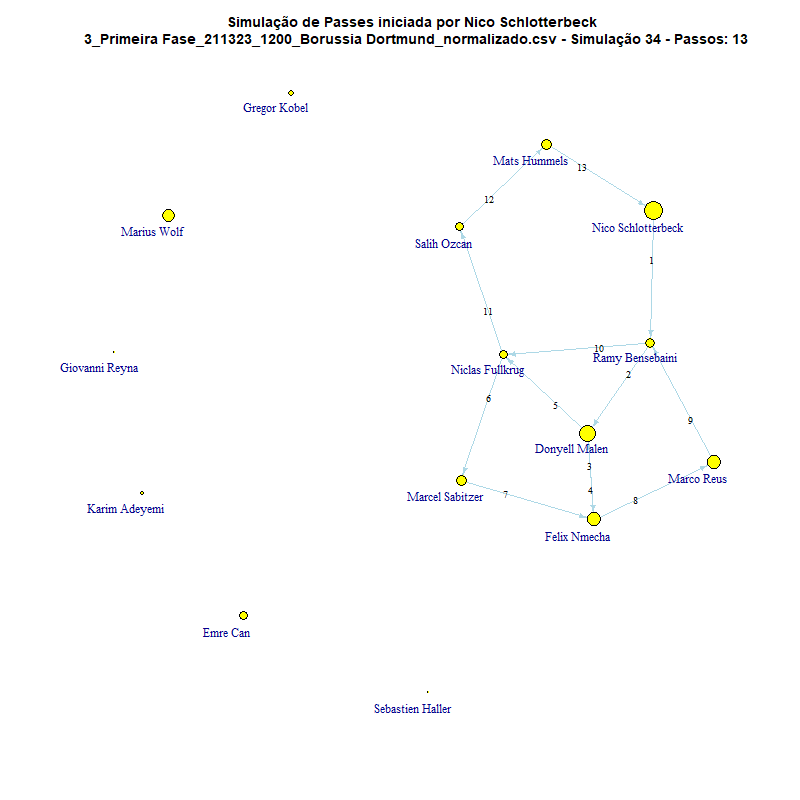 Simulação de Passes iniciada por Nico Schlotterbeck
3_Primeira Fase_211323_1200_Borussia Dortmund_normalizado.csv - Simulação 34 - Passos: 13
Gregor Kobel
Mats Hummels
13
12
Marius Wolf
Nico Schlotterbeck
Salih Ozcan
1
11
10
Ramy Bensebaini
Giovanni Reyna
Niclas Fullkrug
2
6
5
9
Donyell Malen
3
Marco Reus
4
Marcel Sabitzer
7
8
Karim Adeyemi
Felix Nmecha
Emre Can
Sebastien Haller